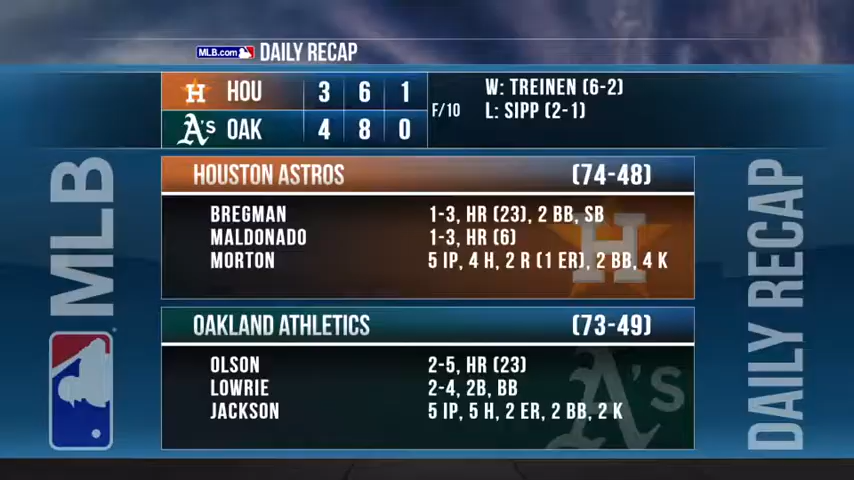 MLB.com DAILY RECAP
HOU 3 6 1
OAK 4 8 0
F/10
W: TREINEN (6-2)
L: SIPP (2-1)
HOUSTON ASTROS (74-48)
BREGMAN 1-3, HR (23), 2 BB, SB
MALDONADO 1-3, HR (6)
MORTON 5 IP, 4 H, 2 R (1 ER), 2 BB, 4 K
OAKLAND ATHLETICS (73-49)
OLSON 2-5, HR (23)
LOWRIE 2-4, 2B, BB
JACKSON 5 IP, 5 H, 2 ER, 2 BB, 2 K
MLB
DAILY RECAP
H
A's
H
A's